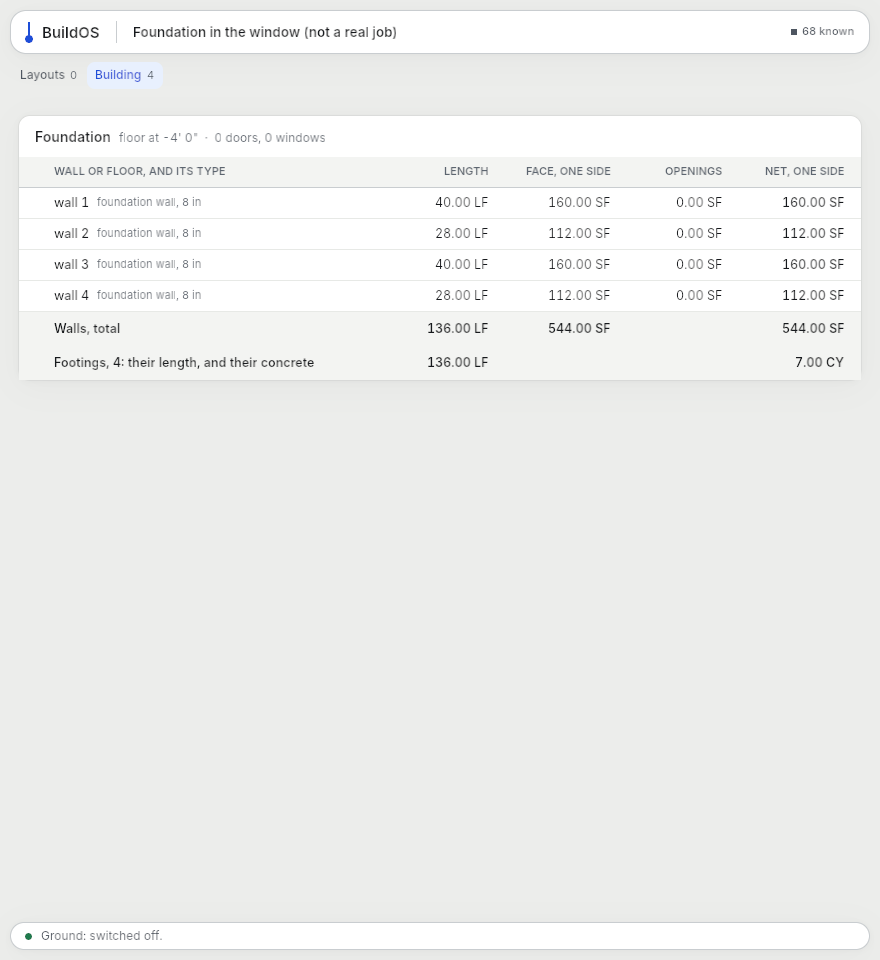 BuildOS Foundation in the window (not a real job) 68 known
Layouts 0 Building 4
Foundation floor at -4' 0" · 0 doors, 0 windows
WALL OR FLOOR, AND ITS TYPE LENGTH FACE, ONE SIDE OPENINGS NET, ONE SIDE
wall 1 foundation wall, 8 in 40.00 LF 160.00 SF 0.00 SF 160.00 SF
wall 2 foundation wall, 8 in 28.00 LF 112.00 SF 0.00 SF 112.00 SF
wall 3 foundation wall, 8 in 40.00 LF 160.00 SF 0.00 SF 160.00 SF
wall 4 foundation wall, 8 in 28.00 LF 112.00 SF 0.00 SF 112.00 SF
Walls, total 136.00 LF 544.00 SF 544.00 SF
Footings, 4: their length, and their concrete 136.00 LF 7.00 CY
Ground: switched off.